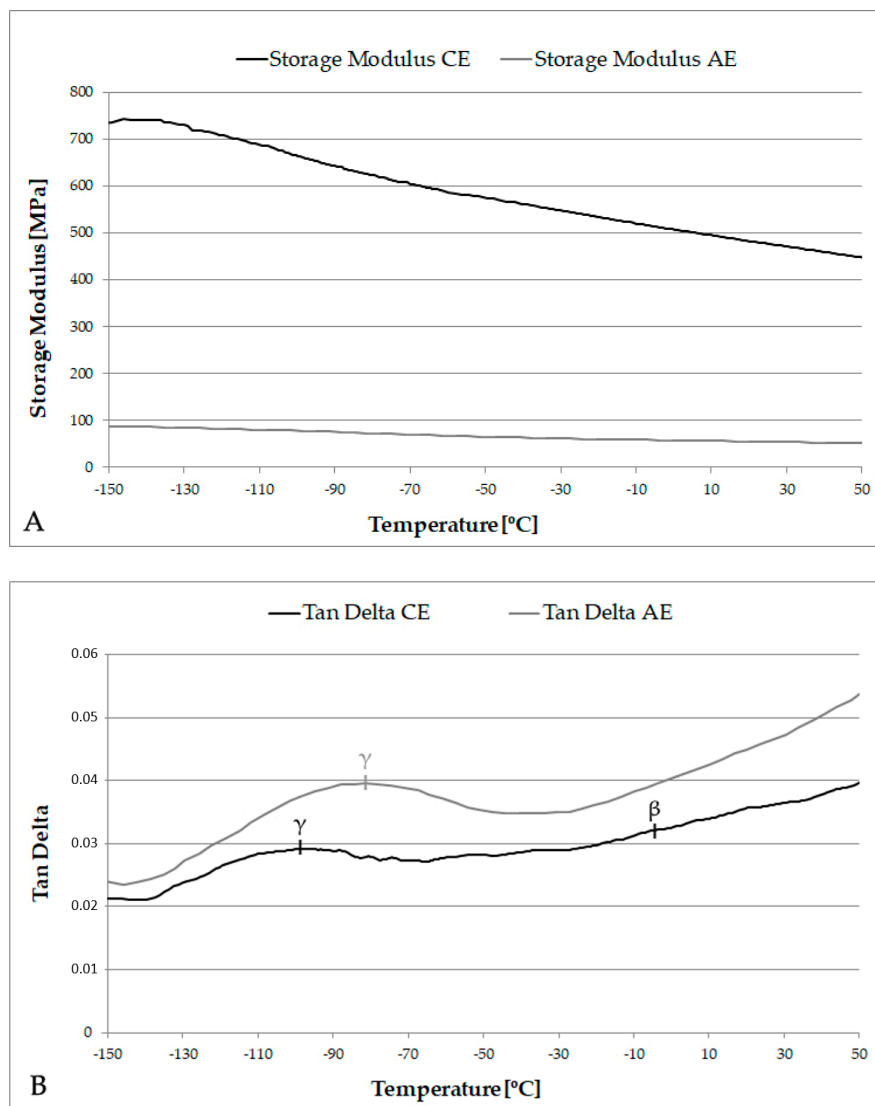 Storage Modulus CE Storage Modulus AE
800
700
600
500
400
300
200
100
0
Storage Modulus [MPa]
-150 -130 -110 -90 -70 -50 -30 -10 10 30 50
Temperature [ºC]
A
Tan Delta CE Tan Delta AE
0.06
0.05
0.04
0.03
0.02
0.01
0
Tan Delta
γ
γ
β
-150 -130 -110 -90 -70 -50 -30 -10 10 30 50
Temperature [ºC]
B